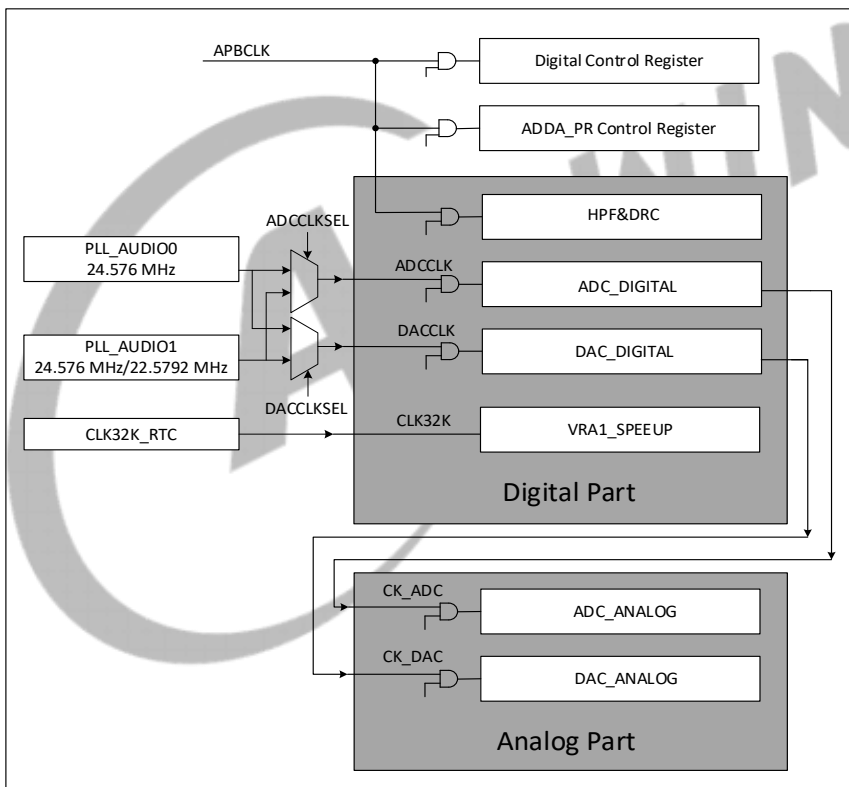 APBCLK
Digital Control Register
ADDA_PR Control Register
HPF&DRC
ADCCLKSEL
PLL_AUDIO0
24.576 MHz
ADCCLK
ADC_DIGITAL
PLL_AUDIO1
24.576 MHz/22.5792 MHz
DACCLK
DAC_DIGITAL
DACCLKSEL
CLK32K_RTC
CLK32K
VRA1_SPEEUP
Digital Part
CK_ADC
ADC_ANALOG
CK_DAC
DAC_ANALOG
Analog Part